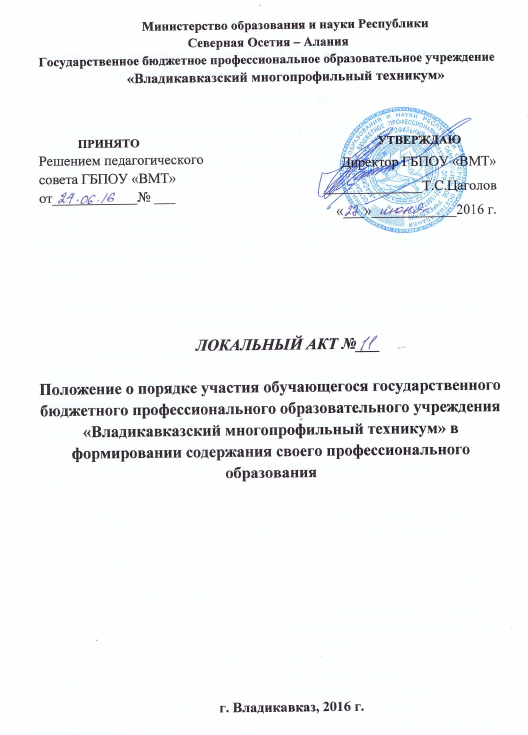 Министерство образования и науки Республики
Северная Осетия – Алания
Государственное бюджетное профессиональное образовательное учреждение
«Владикавказский многопрофильный техникум»
ПРИНЯТО
Решением педагогического
совета ГБПОУ «ВМТ»
от 27.06.16 № ___
УТВЕРЖДАЮ
Директор ГБПОУ «ВМТ»
Т.С.Цаголов
« » июня 2016 г.
ЛОКАЛЬНЫЙ АКТ № 11
Положение о порядке участия обучающегося государственного
бюджетного профессионального образовательного учреждения
«Владикавказский многопрофильный техникум» в
формировании содержания своего профессионального
образования
г. Владикавказ, 2016 г.